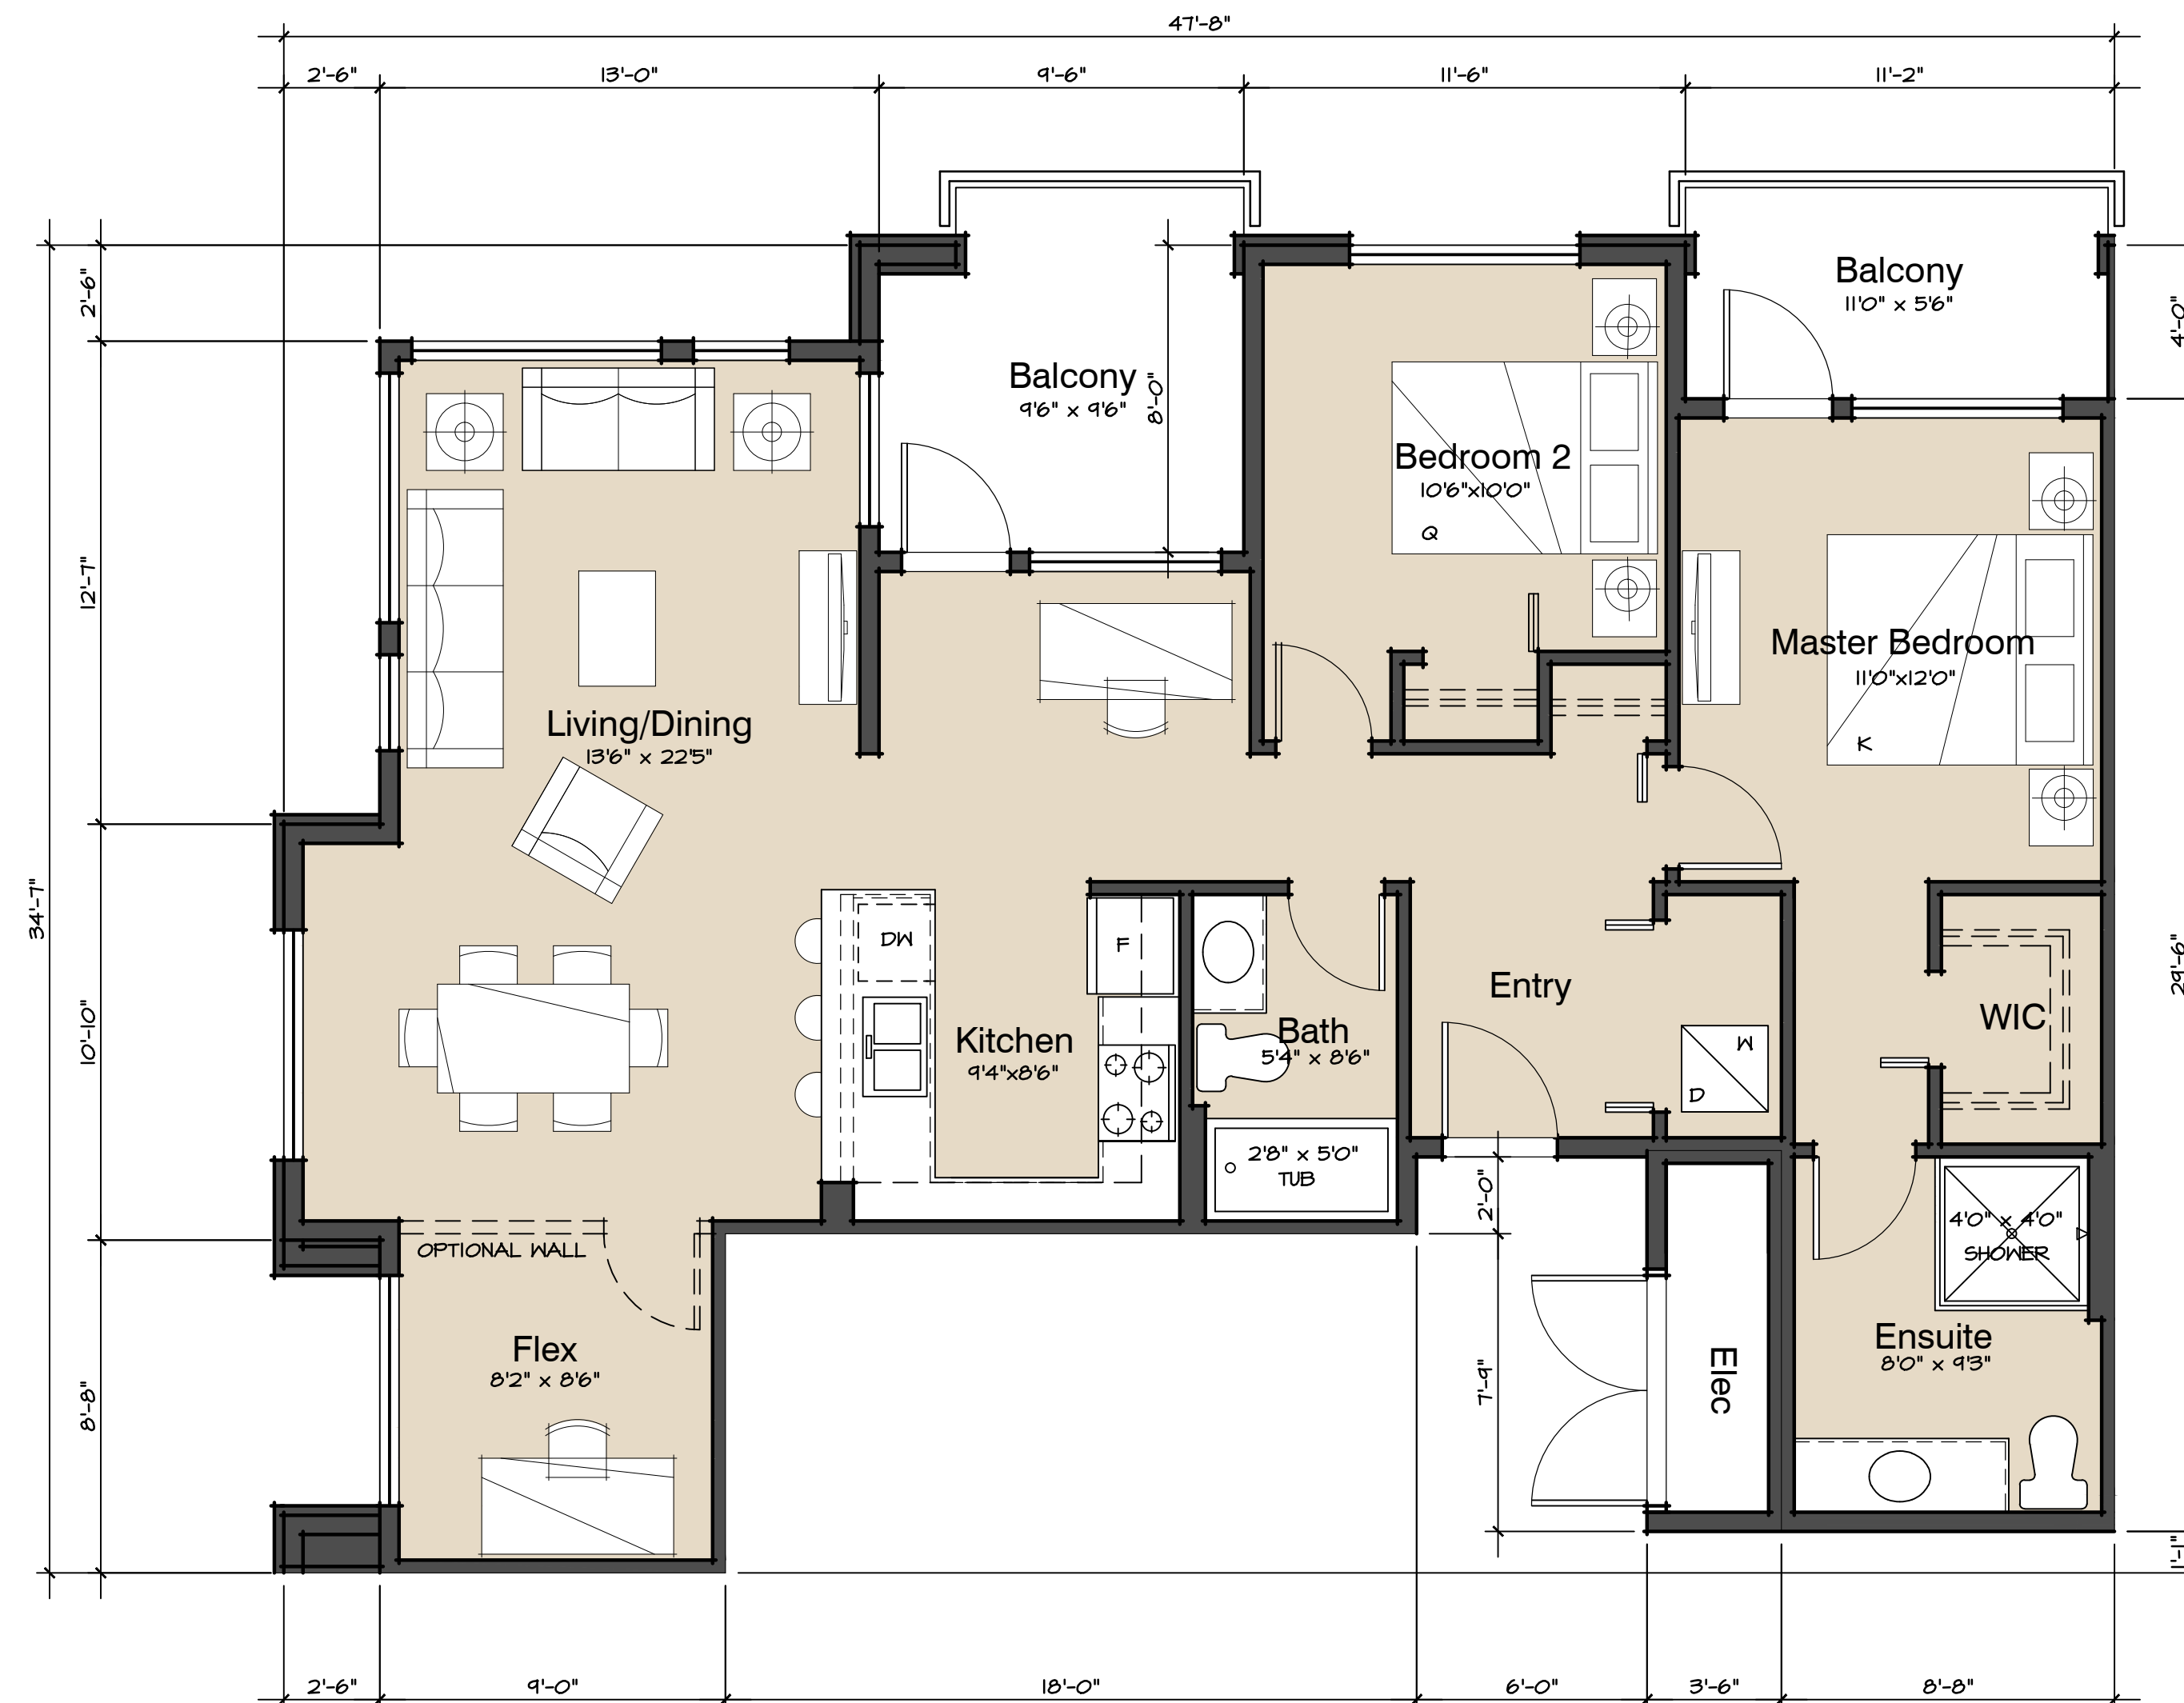 47'-8"
2'-6"
13'-0"
9'-6"
11'-6"
11'-2"
2'-6"
Balcony
11'0" x 5'6"
4'-0"
Balcony
9'6" x 9'6"
8'-0"
Bedroom 2
10'6"x10'0"
Q
12'-7"
Master Bedroom
11'0"x12'0"
K
Living/Dining
13'6" x 22'5"
34'-7"
DW
F
29'-6"
Entry
WIC
10'-10"
Kitchen
9'4"x8'6"
Bath
5'4" x 8'6"
W
D
2'8" x 5'0"
TUB
2'-0"
4'0" x 4'0"
SHOWER
OPTIONAL WALL
Flex
8'2" x 8'6"
Ensuite
8'0" x 9'3"
Elec
7'-9"
8'-8"
1'-1"
2'-6"
9'-0"
18'-0"
6'-0"
3'-6"
8'-8"